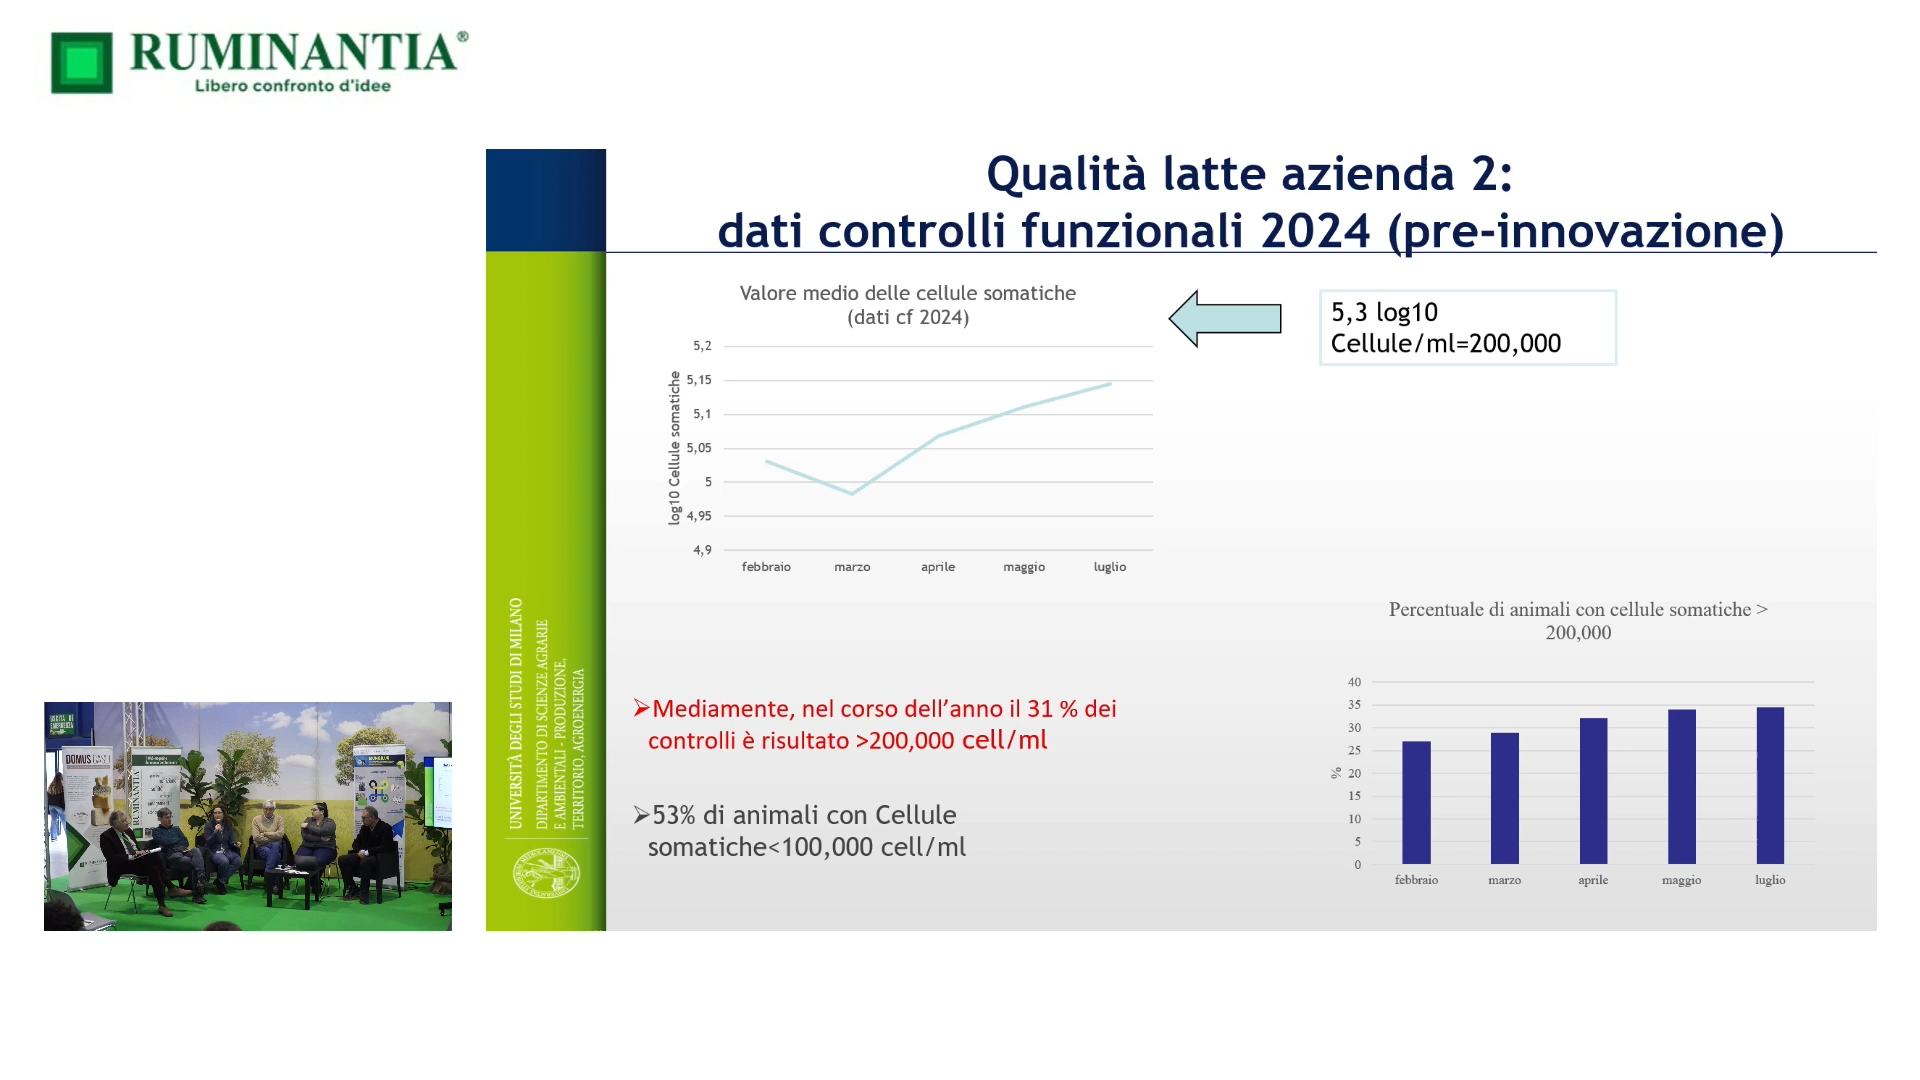 RUMINANTIA®
Libero confronto d'idee
Qualità latte azienda 2:
dati controlli funzionali 2024 (pre-innovazione)
Valore medio delle cellule somatiche
(dati cf 2024)
5,3 log10
Cellule/ml=200,000
log10 Cellule somatiche
5,2
5,15
5,1
5,05
5
4,95
4,9
febbraio marzo aprile maggio luglio
Percentuale di animali con cellule somatiche >
200,000
%
40
35
30
25
20
15
10
5
0
febbraio marzo aprile maggio luglio
➢Mediamente, nel corso dell’anno il 31 % dei
controlli è risultato >200,000 cell/ml
➢53% di animali con Cellule
somatiche<100,000 cell/ml
UNIVERSITÀ DEGLI STUDI DI MILANO
DIPARTIMENTO DI SCIENZE AGRARIE
E AMBIENTALI - PRODUZIONE,
TERRITORIO, AGROENERGIA
USCITA DI
EMERGENZA
RUMINANTIA